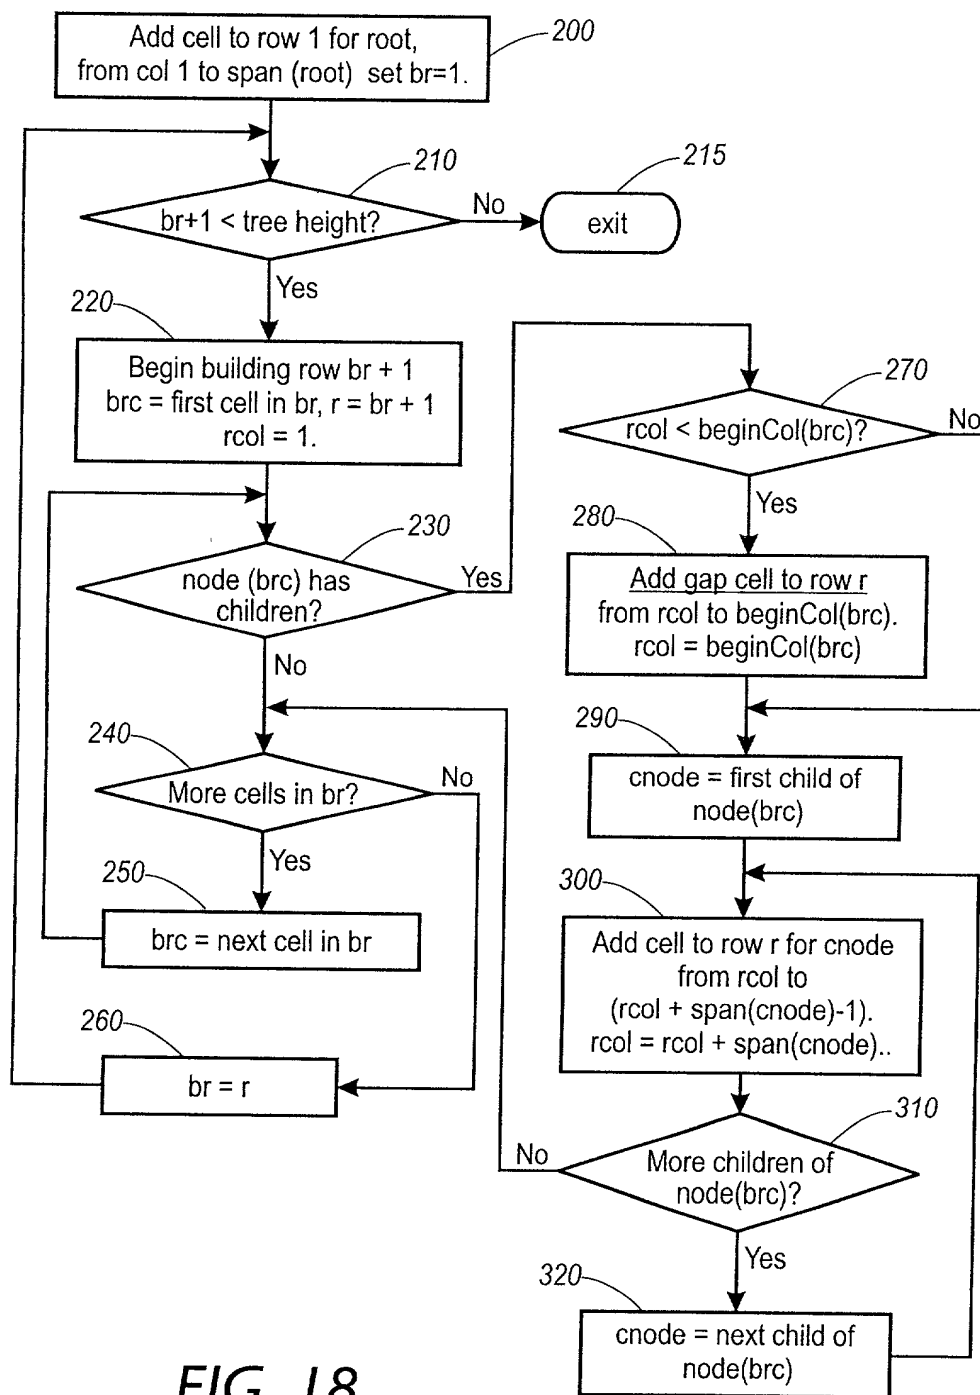 Add cell to row 1 for root,
from col 1 to span (root) set br=1.
200
210
br+1 < tree height?
No
215
exit
Yes
220
Begin building row br + 1
brc = first cell in br, r = br + 1
rcol = 1.
230
node (brc) has
children?
Yes
No
240
More cells in br?
No
Yes
250
brc = next cell in br
260
br = r
270
rcol < beginCol(brc)?
No
Yes
280
Add gap cell to row r
from rcol to beginCol(brc).
rcol = beginCol(brc)
290
cnode = first child of
node(brc)
300
Add cell to row r for cnode
from rcol to
(rcol + span(cnode)-1).
rcol = rcol + span(cnode)..
310
More children of
node(brc)?
No
Yes
320
cnode = next child of
node(brc)
FIG. 18